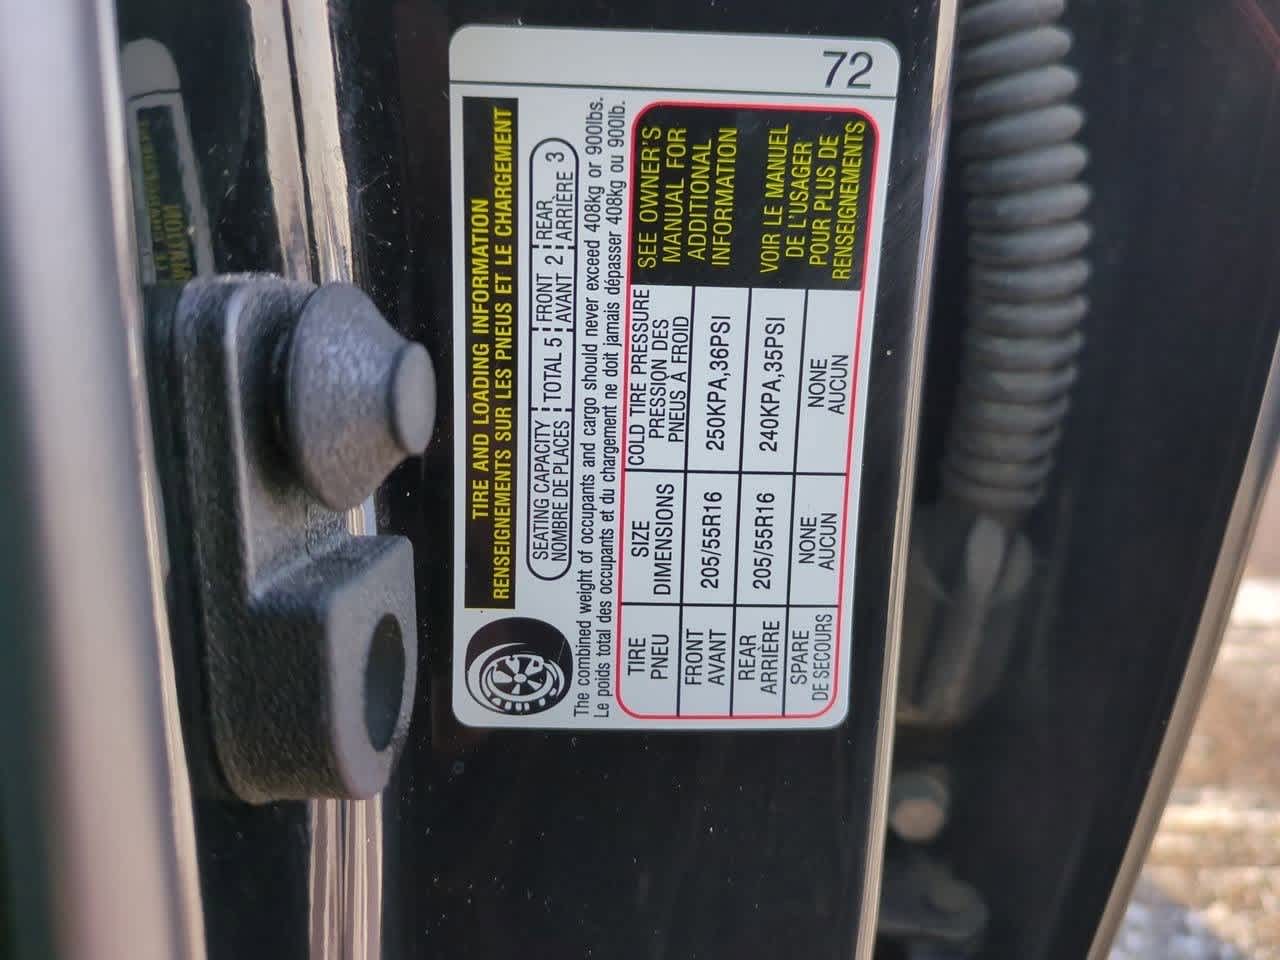 72
TIRE AND LOADING INFORMATION
RENSEIGNEMENTS SUR LES PNEUS ET LE CHARGEMENT
SEATING CAPACITY TOTAL 5 FRONT 2 REAR 3
NOMBRE DE PLACES AVANT ARRIÈRE
The combined weight of occupants and cargo should never exceed 408kg or 900lbs.
Le poids total des occupants et du chargement ne doit jamais dépasser 408kg ou 900lb.
TIRE
PNEU
SIZE
DIMENSIONS
COLD TIRE PRESSURE
PRESSION DES
PNEUS À FROID
FRONT
AVANT
205/55R16
250KPA,36PSI
REAR
ARRIÈRE
205/55R16
240KPA,35PSI
SPARE
DE SECOURS
NONE
AUCUN
NONE
AUCUN
SEE OWNER'S
MANUAL FOR
ADDITIONAL
INFORMATION
VOIR LE MANUEL
DE L'USAGER
POUR PLUS DE
RENSEIGNEMENTS